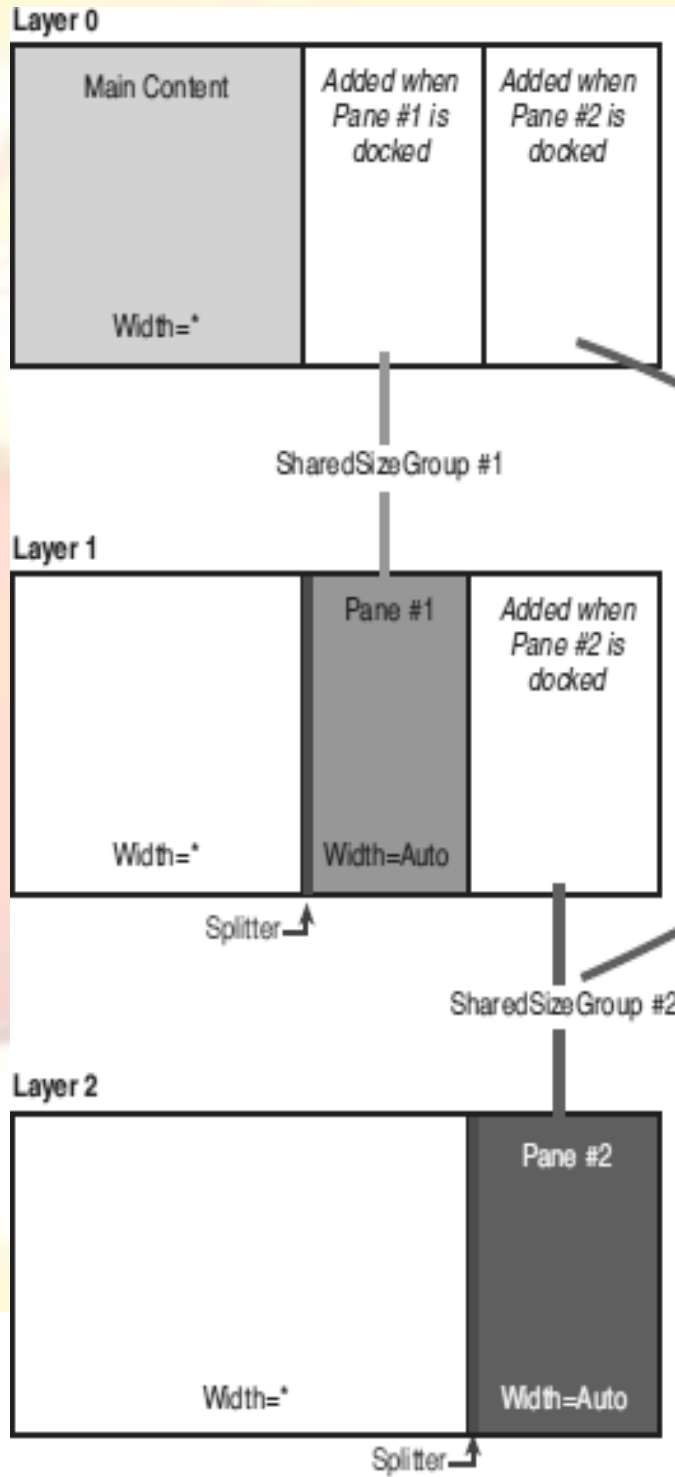 Layer 0
Main Content
Added when
Pane #1 is
docked
Added when
Pane #2 is
docked
Width=*
SharedSizeGroup #1
Layer 1
Pane #1
Added when
Pane #2 is
docked
Width=*
Width=Auto
Splitter
SharedSizeGroup #2
Layer 2
Pane #2
Width=*
Width=Auto
Splitter